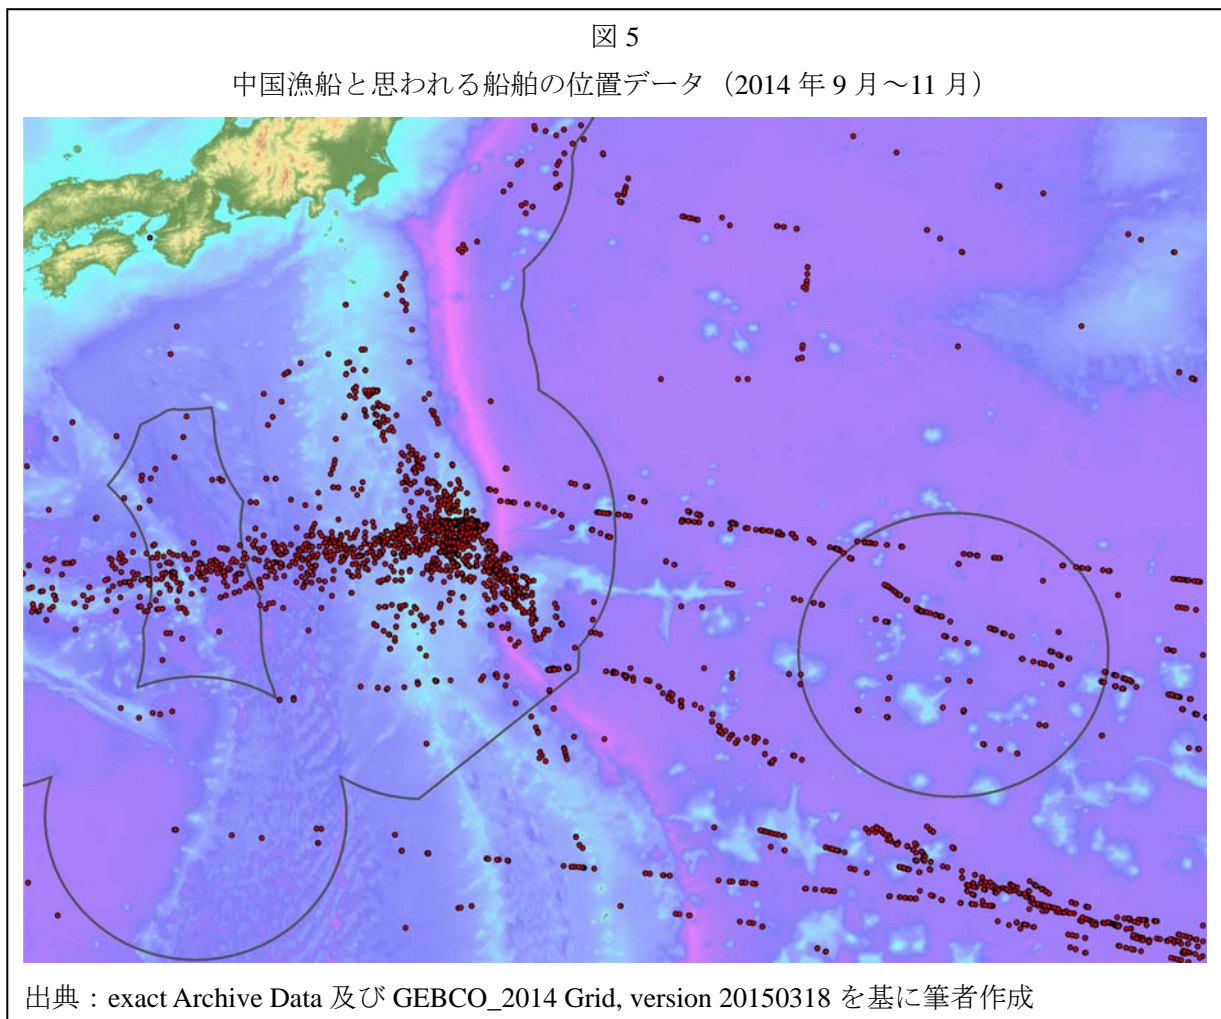 図 5
中国漁船と思われる船舶の位置データ（2014 年 9 月～11 月）
出典：exact Archive Data 及び GEBCO_2014 Grid, version 20150318 を基に筆者作成